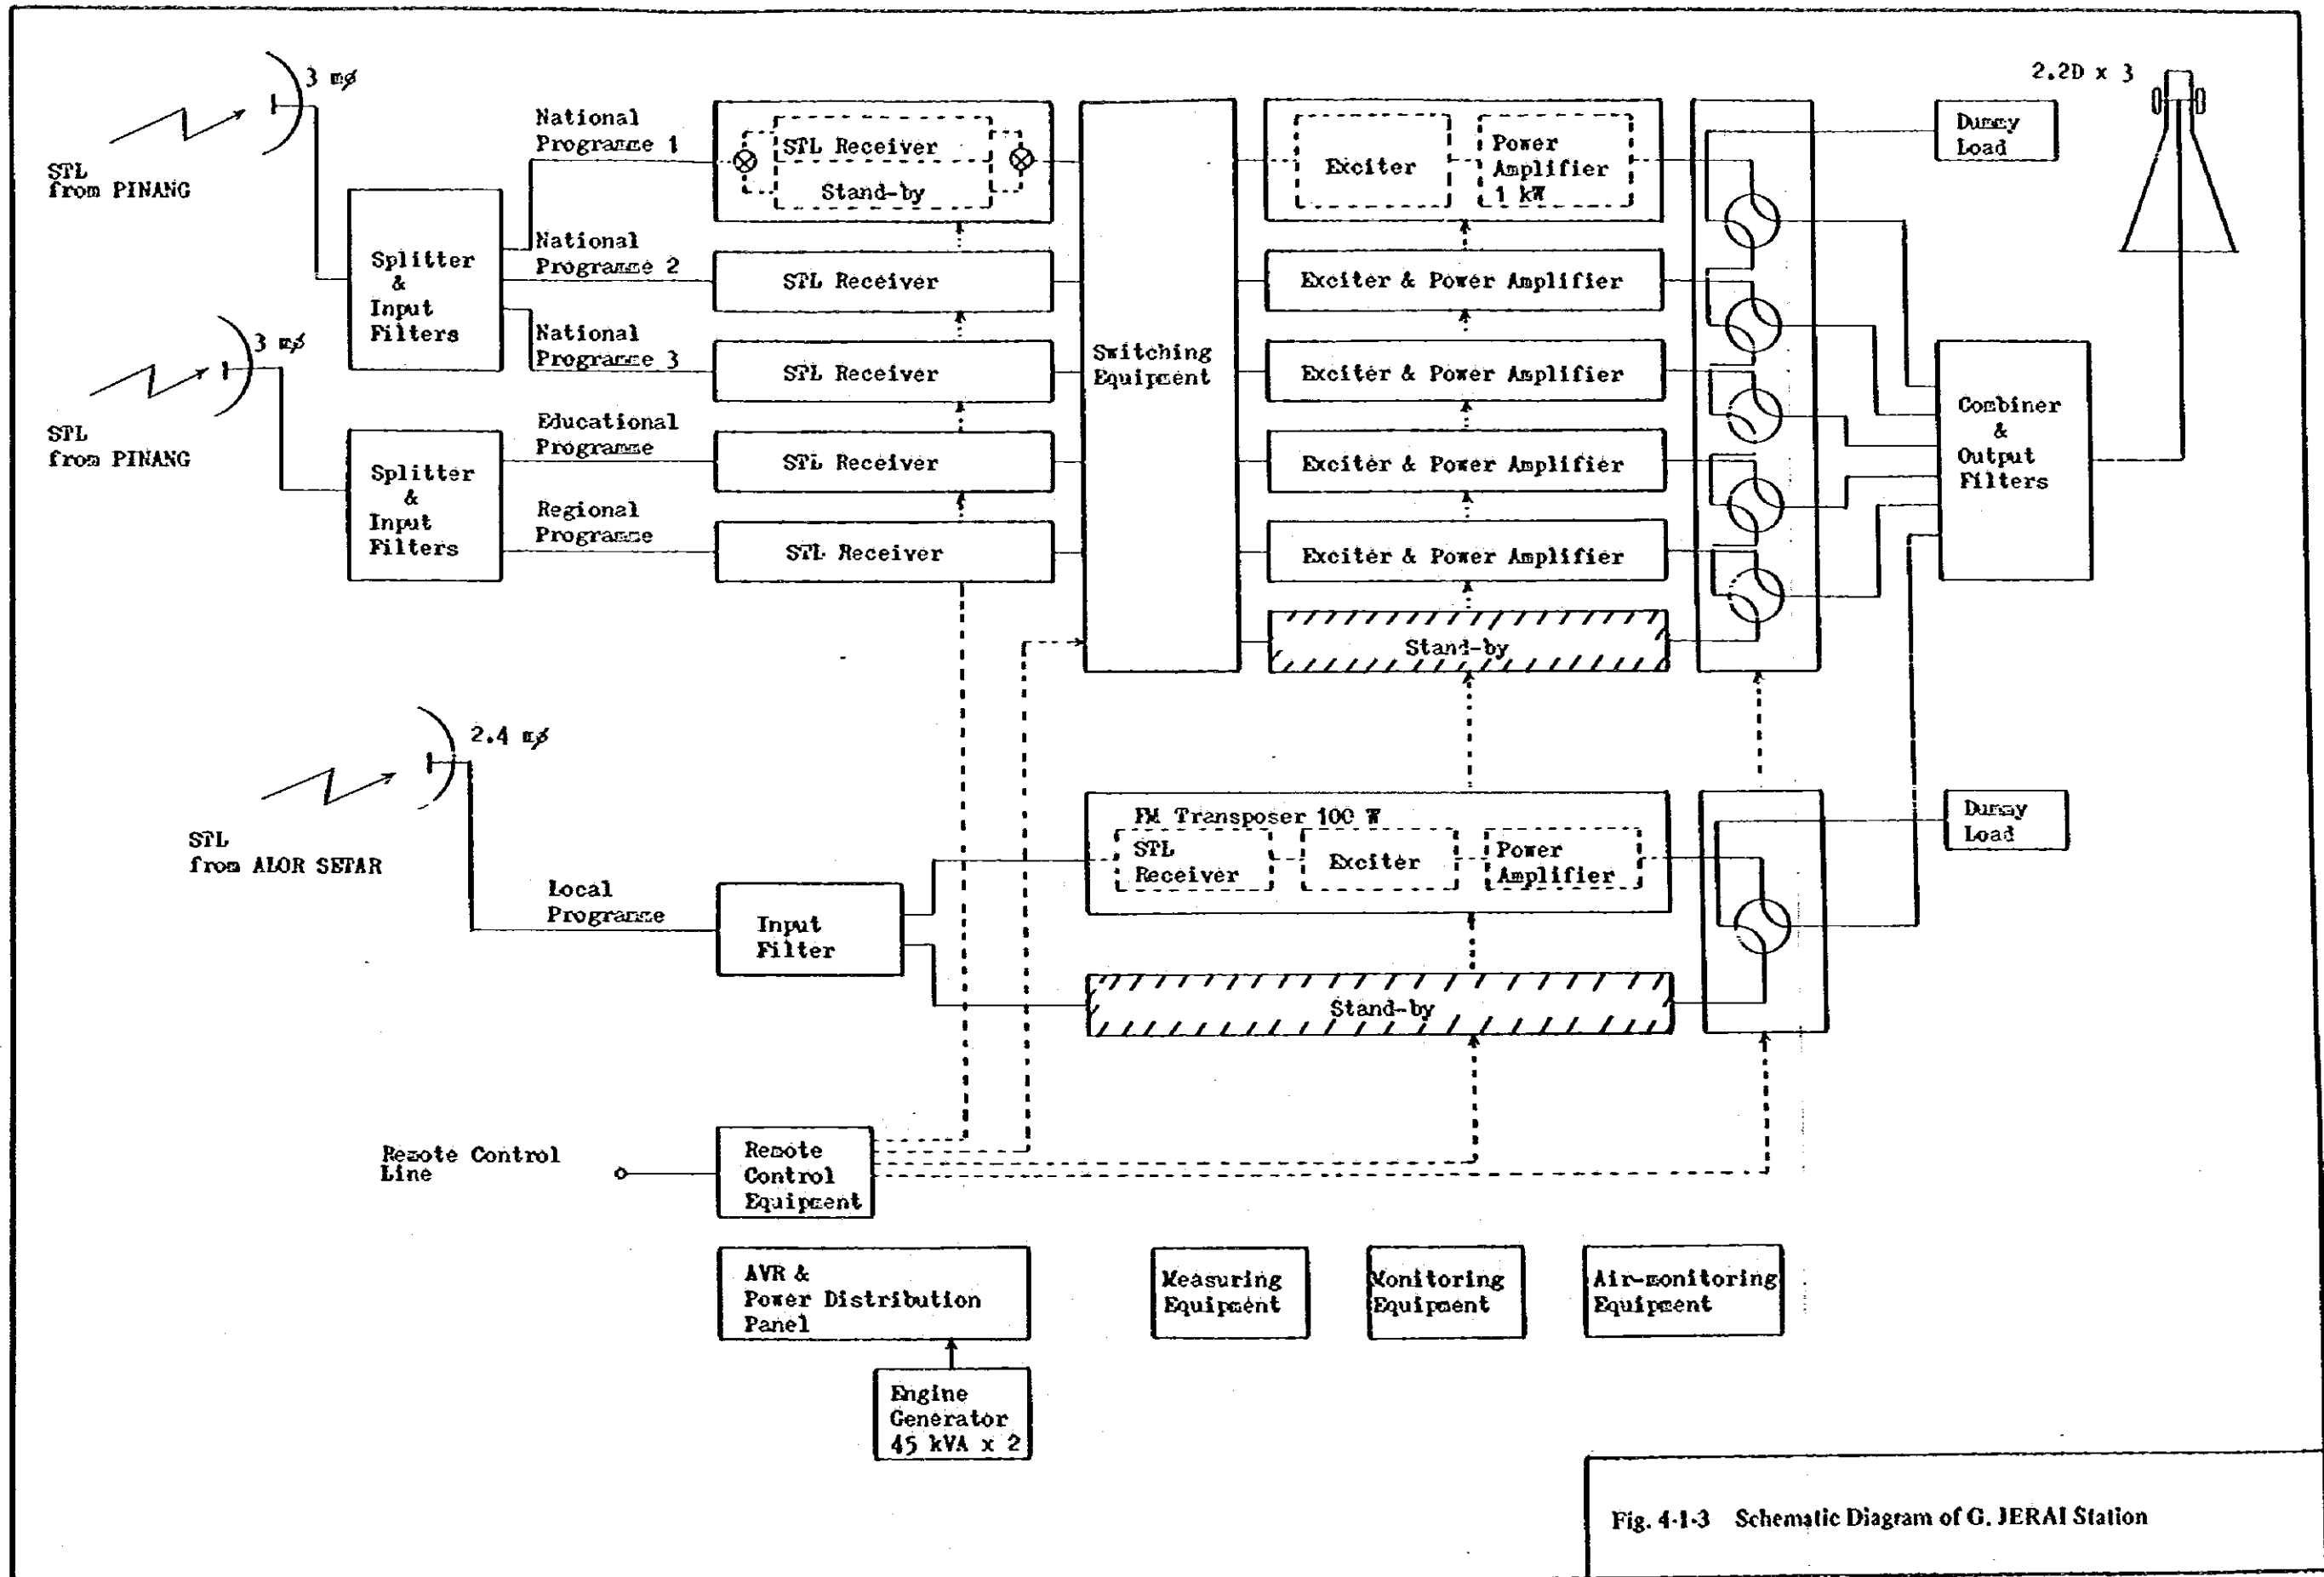 3 mø
STL
from PINANG
Splitter
&
Input
Filters
National
Programme 1
National
Programme 2
National
Programme 3
STL Receiver
Stand-by
STL Receiver
STL Receiver
Switching
Equipment
Exciter
Power
Amplifier
1 kW
Exciter & Power Amplifier
Exciter & Power Amplifier
Exciter & Power Amplifier
Exciter & Power Amplifier
Stand-by
Dummy
Load
2.2D x 3
Combiner
&
Output
Filters
3 mø
STL
from PINANG
Splitter
&
Input
Filters
Educational
Programme
Regional
Programme
STL Receiver
STL Receiver
2.4 mø
STL
from ALOR SETAR
Local
Programme
Input
Filter
FM Transposer 100 W
STL
Receiver
Exciter
Power
Amplifier
Stand-by
Dummy
Load
Remote Control
Line
Remote
Control
Equipment
AVR &
Power Distribution
Panel
Engine
Generator
45 kVA x 2
Measuring
Equipment
Monitoring
Equipment
Air-monitoring
Equipment
Fig. 4-1-3 Schematic Diagram of G. JERAI Station